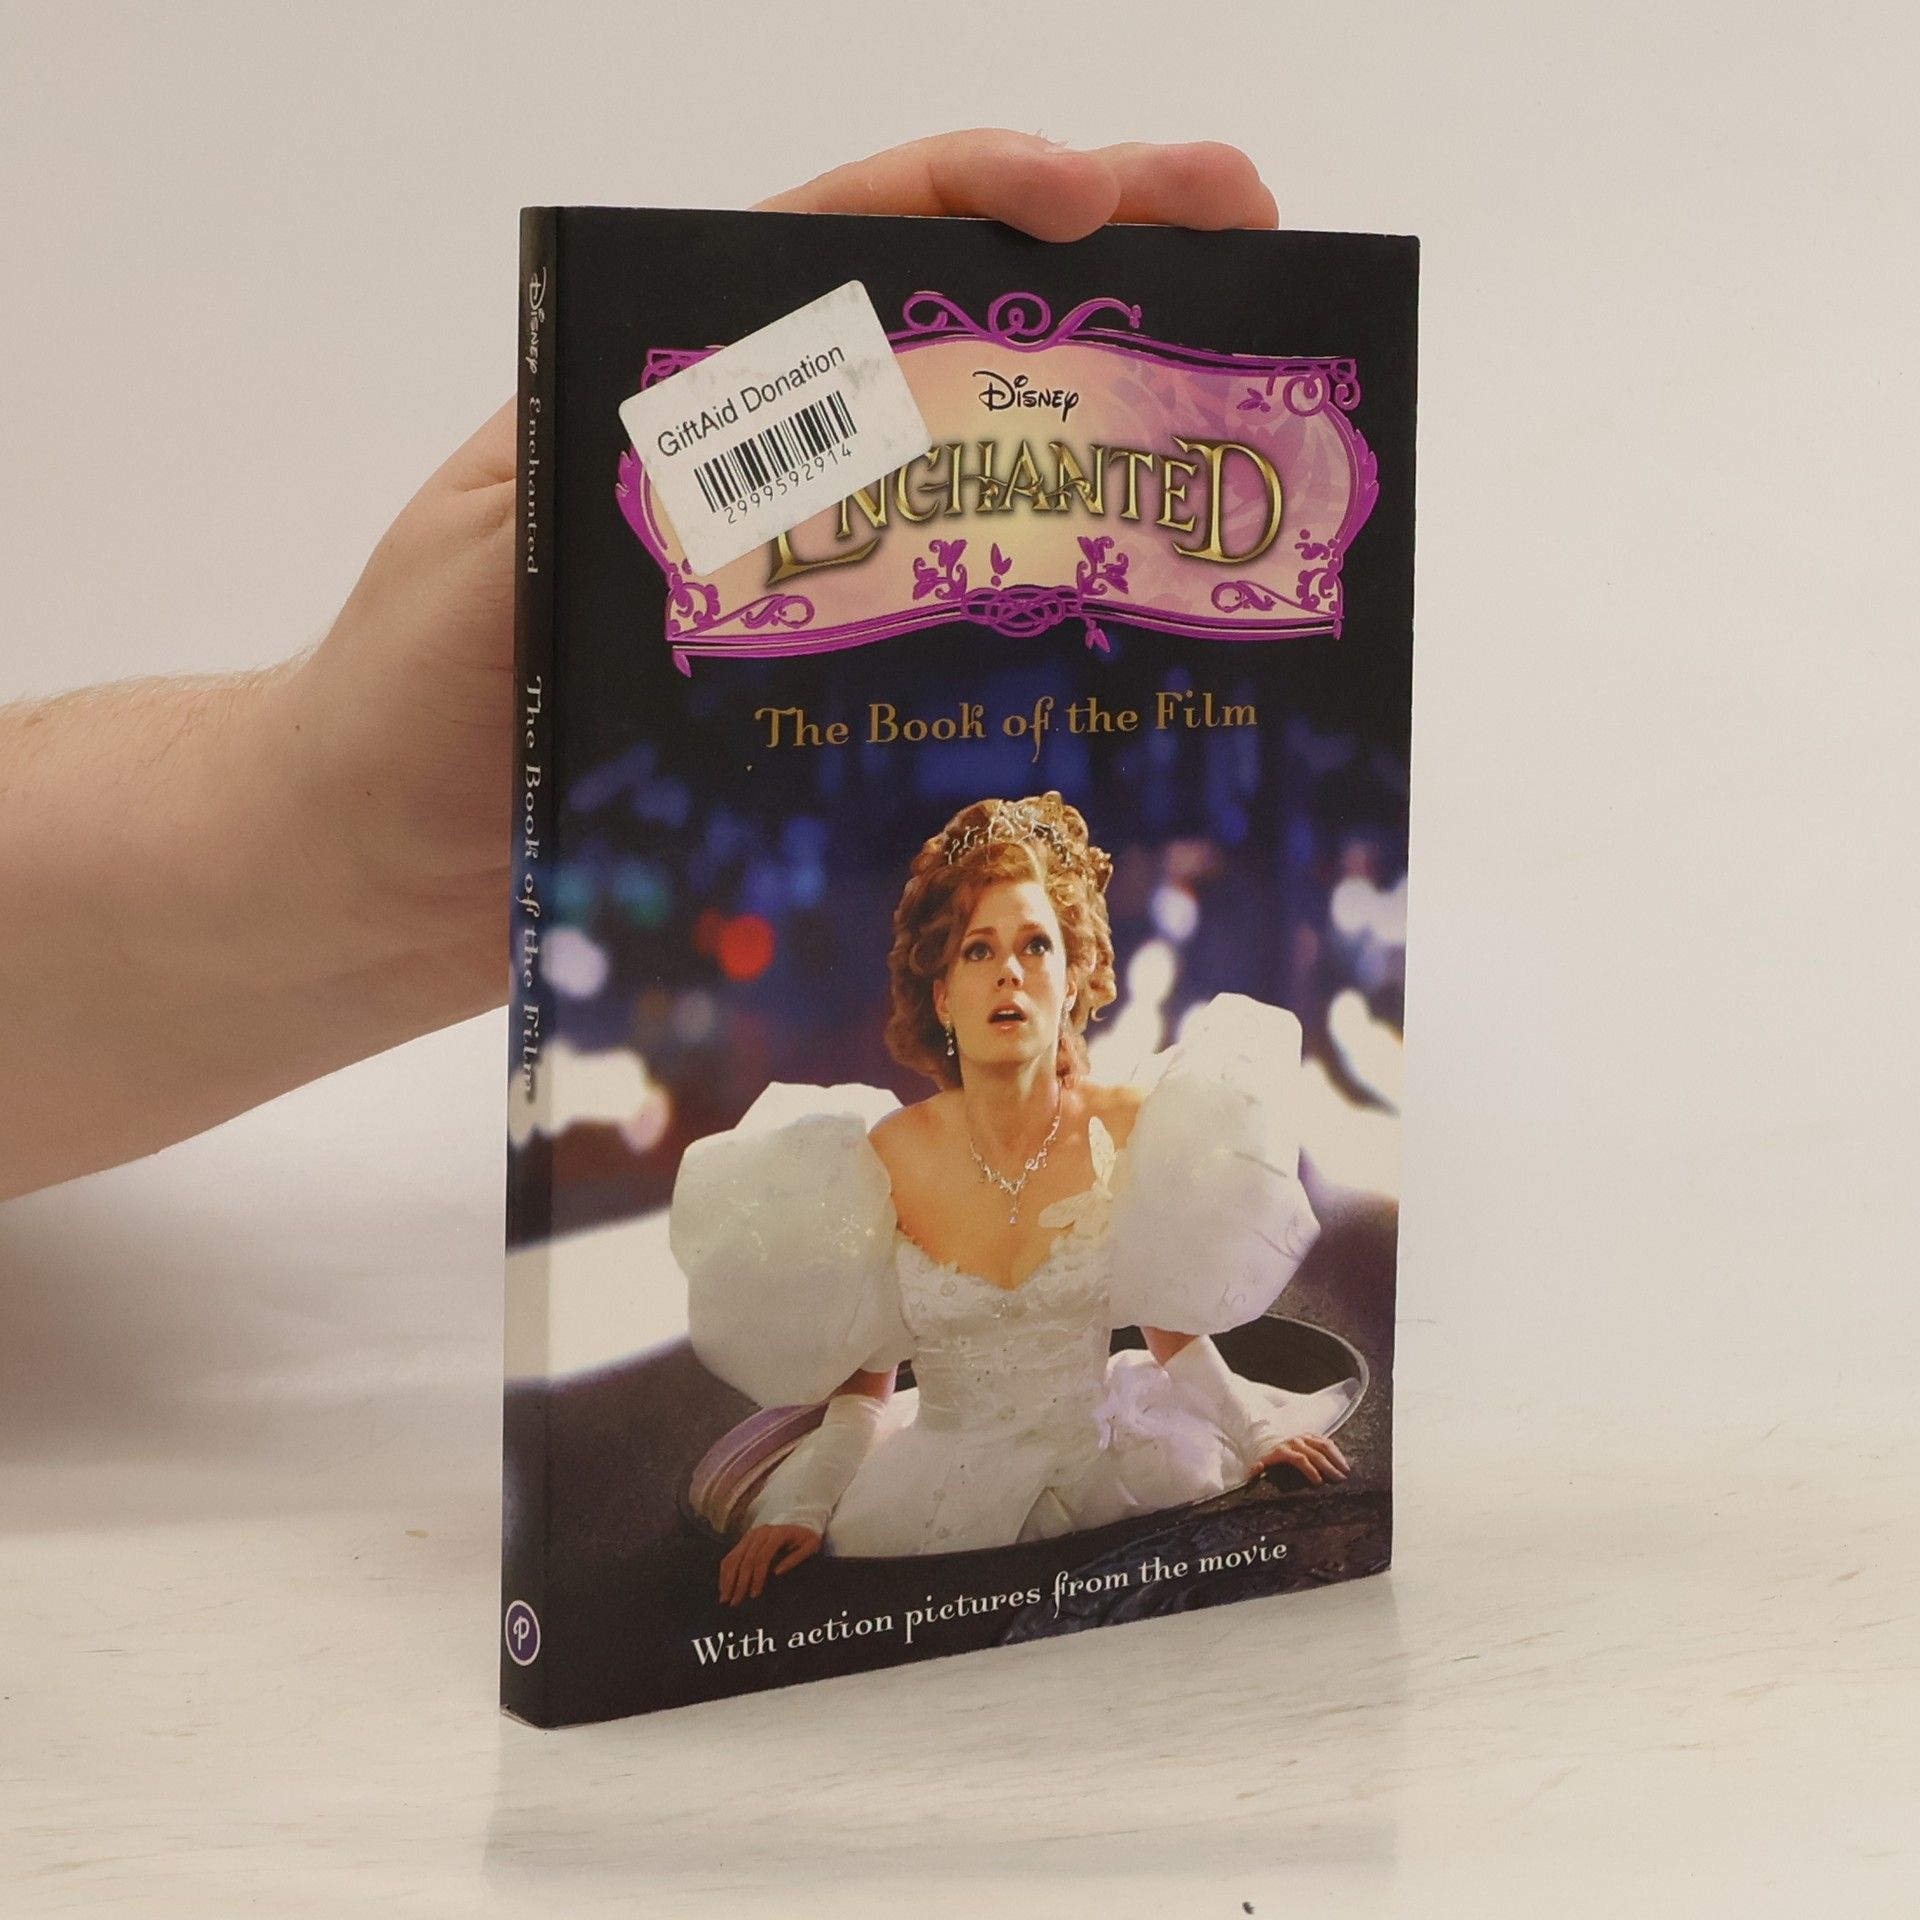 Disney Enchanted The Book of the Film
P
GiftAid Donation
2999592914
Disney
ENCHANTED
The Book of the Film
With action pictures from the movie